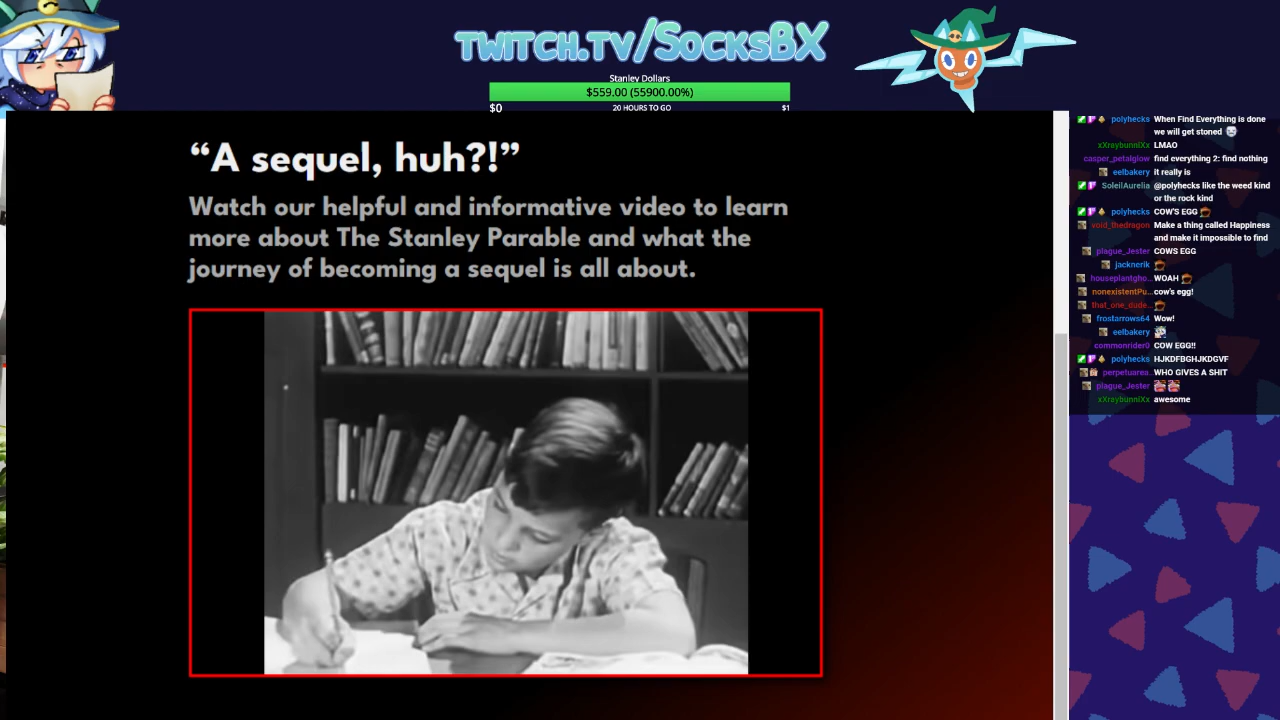 TWITCH.TV/SOCKSBX
Stanley Dollars
$559.00 (55900.00%)
$0
20 HOURS TO GO
$1
“A sequel, huh?!”
Watch our helpful and informative video to learn
more about The Stanley Parable and what the
journey of becoming a sequel is all about.
polyhecks When Find Everything is done
we will get stoned
xXraybunniXx LMAO
casper_petalglow find everything 2: find nothing
eelbakery it really is
SoleilAurelia @polyhecks like the weed kind
or the rock kind
polyhecks COW'S EGG
void_thedragon Make a thing called Happiness
and make it impossible to find
plague_Jester COWS EGG
jacknerik
houseplantgho... WOAH
nonexistentPu... cow's egg!
that_one_dude...
frostarrows64 Wow!
eelbakery
commonrider0 COW EGG!!
polyhecks HJKDFBGHJKDGVF
perpetuarea... WHO GIVES A SHIT
plague_Jester
xXraybunniXx awesome